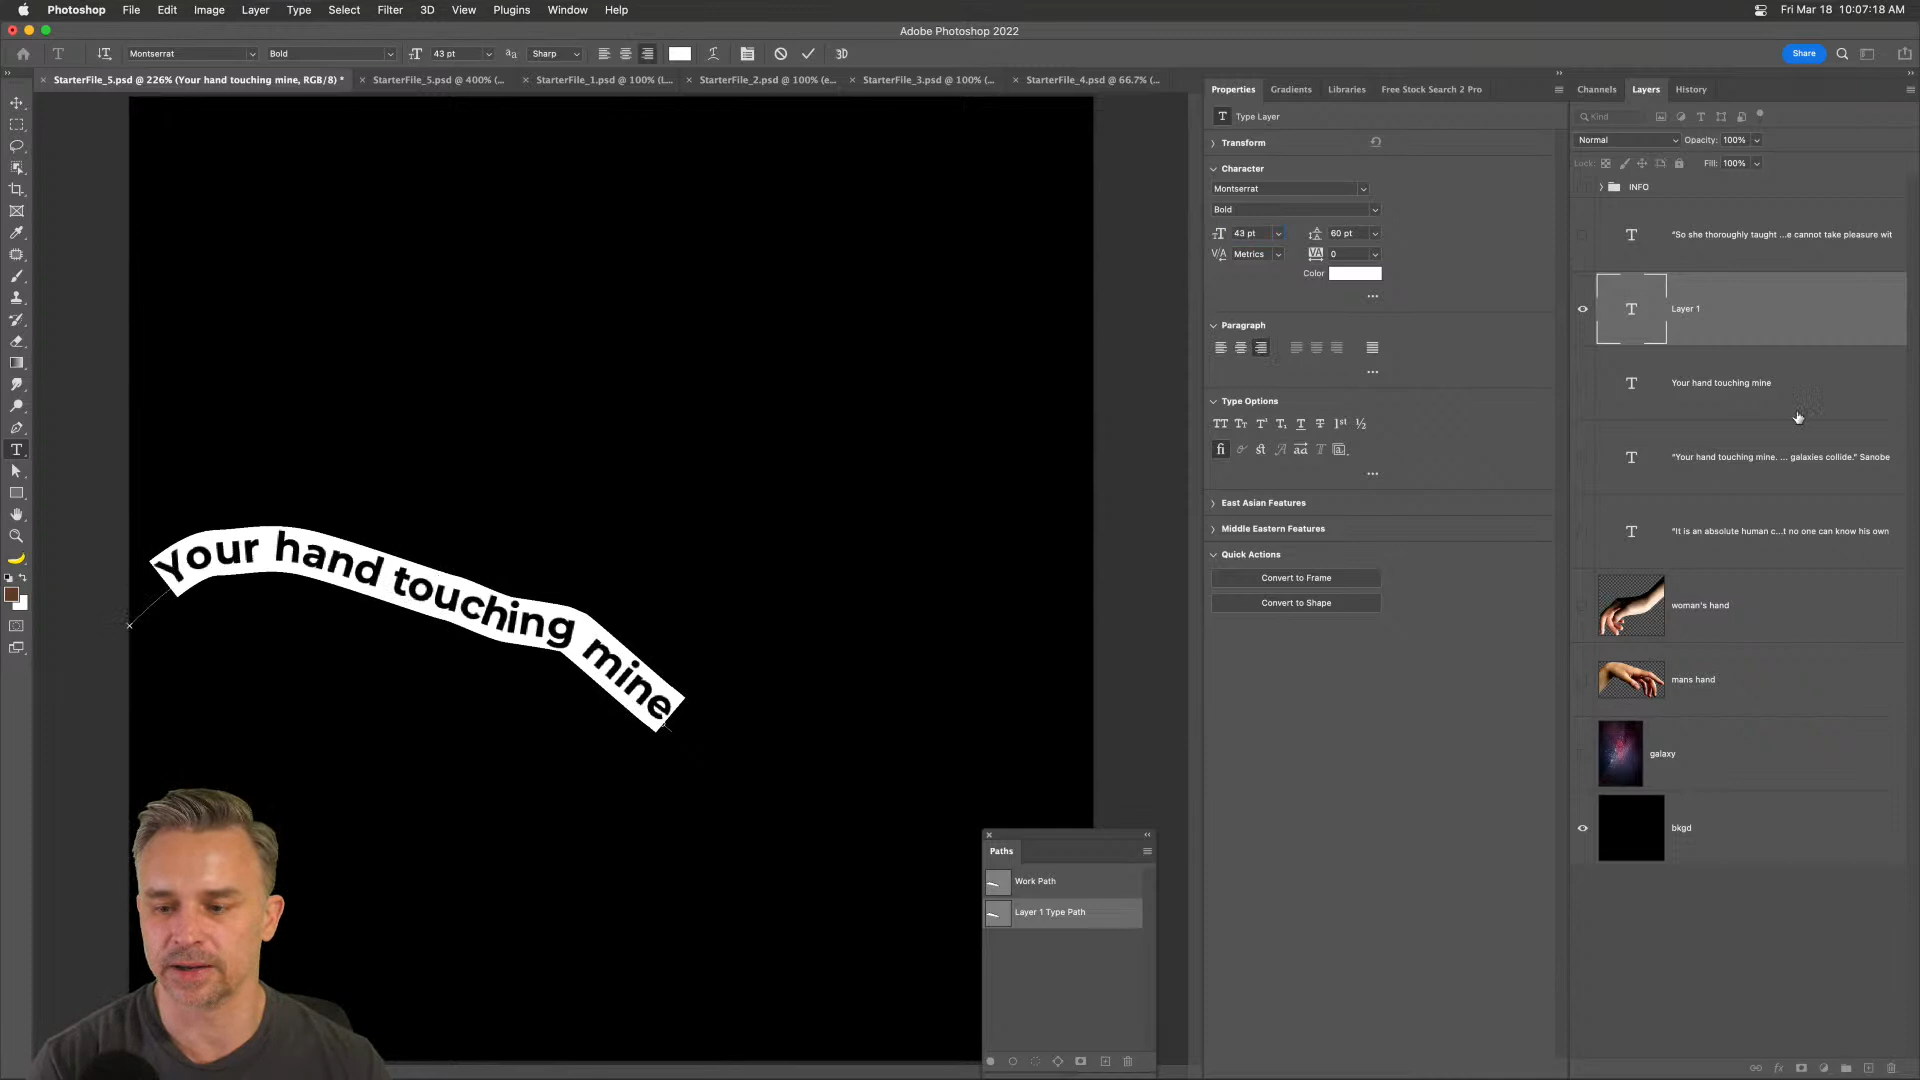 Photoshop File Edit Image Layer Type Select Filter 3D View Plugins Window Help Fri Mar 18 10:07:18 AM
Adobe Photoshop 2022
T Montserrat Bold 43 pt Sharp 3D Share
StarterFile_5.psd @ 226% (Your hand touching mine, RGB/8) * StarterFile_5.psd @ 400% (... StarterFile_1.psd @ 100% (l... StarterFile_2.psd @ 100% (e... StarterFile_3.psd @ 100% (... StarterFile_4.psd @ 66.7% (...
Properties Gradients Libraries Free Stock Search 2 Pro
Type Layer
Transform
Character
Montserrat
Bold
43 pt 60 pt
Metrics 0
Color
Paragraph
Type Options
East Asian Features
Middle Eastern Features
Quick Actions
Convert to Frame
Convert to Shape
Channels Layers History
Kind
Normal Opacity: 100%
Lock: Fill: 100%
INFO
“So she thoroughly taught ...e cannot take pleasure wit
Layer 1
Your hand touching mine
“Your hand touching mine. ... galaxies collide.” Sanobe
“It is an absolute human c...t no one can know his own
woman's hand
mans hand
galaxy
bkgd
Your hand touching mine
Paths
Work Path
Layer 1 Type Path